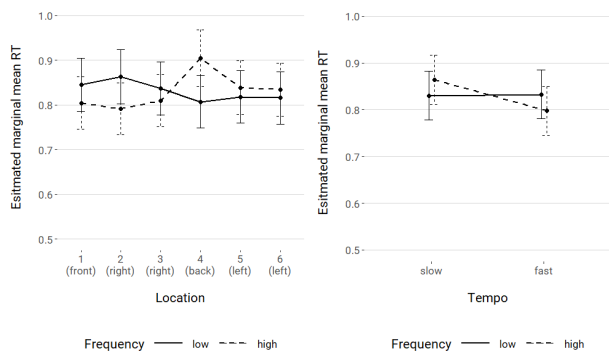 Esitmated marginal mean RT
1.0
0.9
0.8
0.7
0.6
0.5
1 2 3 4 5 6
(front) (right) (right) (back) (left) (left)
Location
Frequency low high
Esitmated marginal mean RT
1.0
0.9
0.8
0.7
0.6
0.5
slow fast
Tempo
Frequency low high